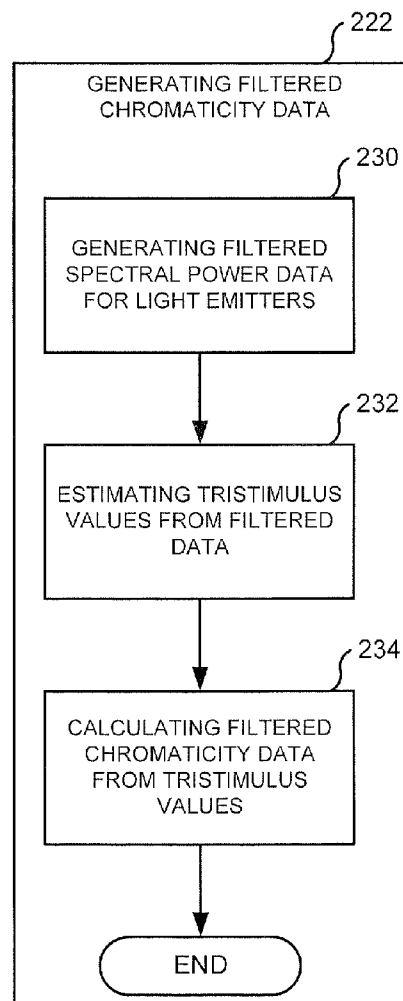 222
GENERATING FILTERED
CHROMATICITY DATA
230
GENERATING FILTERED
SPECTRAL POWER DATA
FOR LIGHT EMITTERS
232
ESTIMATING TRISTIMULUS
VALUES FROM FILTERED
DATA
234
CALCULATING FILTERED
CHROMATICITY DATA
FROM TRISTIMULUS
VALUES
END